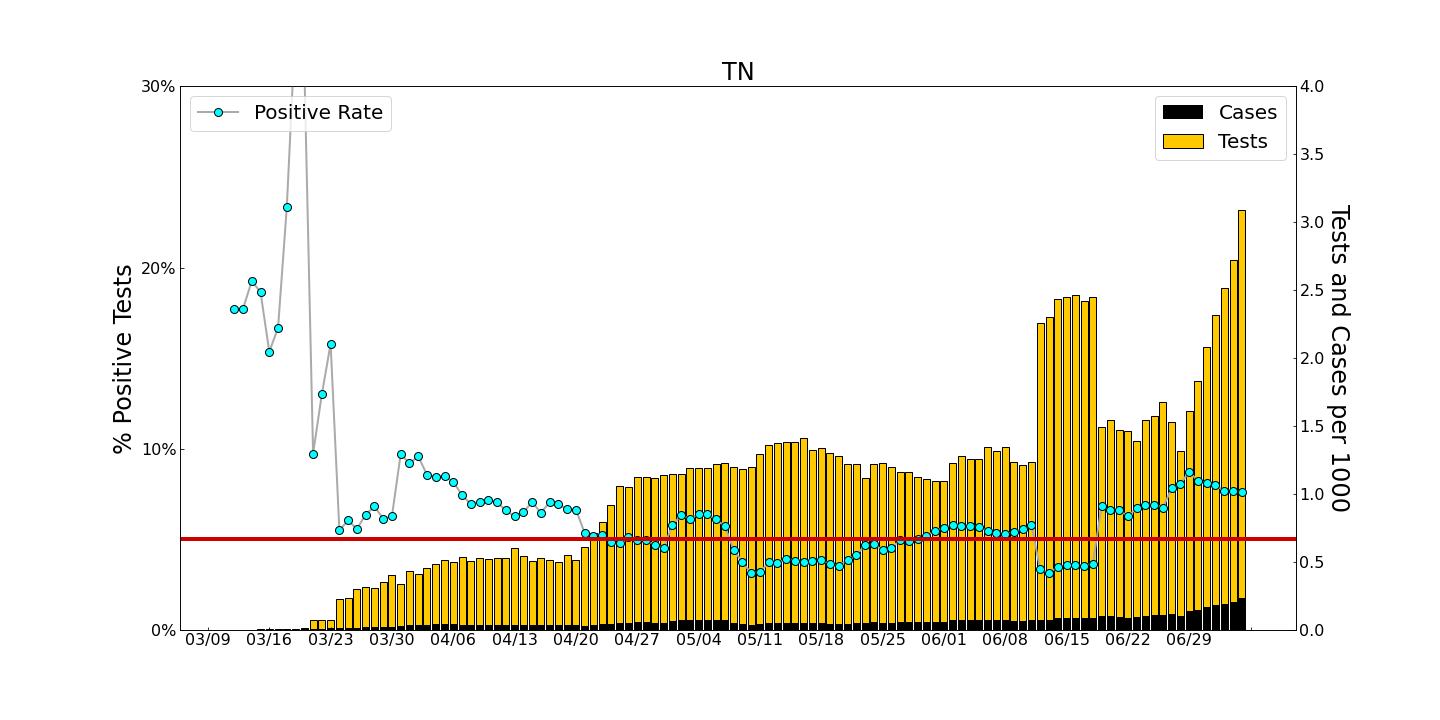 TN
Positive Rate
Cases
Tests
% Positive Tests
30%
20%
10%
0%
Tests and Cases per 1000
4.0
3.5
3.0
2.5
2.0
1.5
1.0
0.5
0.0
03/09 03/16 03/23 03/30 04/06 04/13 04/20 04/27 05/04 05/11 05/18 05/25 06/01 06/08 06/15 06/22 06/29